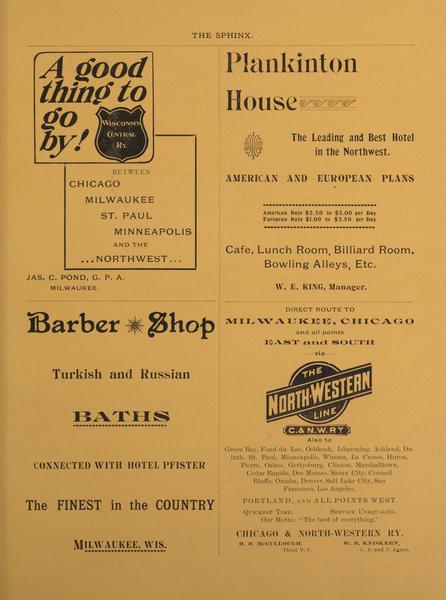 THE SPHINX.
A good
thing to
go
by!
WISCONSIN
CENTRAL
RY.
BETWEEN
CHICAGO
MILWAUKEE
ST. PAUL
MINNEAPOLIS
AND THE
...NORTHWEST...
JAS. C. POND, G. P. A.
MILWAUKEE.
Plankinton
House
The Leading and Best Hotel
in the Northwest.
AMERICAN AND EUROPEAN PLANS
American Rate $2.50 to $5.00 per Day
European Rate $1.00 to $3.50 per Day
Cafe, Lunch Room, Billiard Room,
Bowling Alleys, Etc.
W. E. KING, Manager.
Barber Shop
Turkish and Russian
BATHS
CONNECTED WITH HOTEL PFISTER
The FINEST in the COUNTRY
MILWAUKEE, WIS.
DIRECT ROUTE TO
MILWAUKEE, CHICAGO
and all points
EAST and SOUTH
—via—
THE
NORTH-WESTERN
LINE
C. & N.W. RY
Also to
Green Bay, Fond du Lac, Oshkosh, Ishpeming, Ashland, Du-
luth, St. Paul, Minneapolis, Winona, La Crosse, Huron,
Pierre, Oakes, Gettysburg, Clinton, Marshalltown,
Cedar Rapids, Des Moines, Sioux City, Council
Bluffs, Omaha, Denver, Salt Lake City, San
Francisco, Los Angeles,
PORTLAND, AND ALL POINTS WEST.
QUICKEST TIME. SERVICE UNEQUALED.
Our Motto: "The best of everything."
CHICAGO & NORTH-WESTERN RY.
H. R. McCULLOUGH, W. B. KNISKERN,
Third V. P. G. P. and T. Agent.